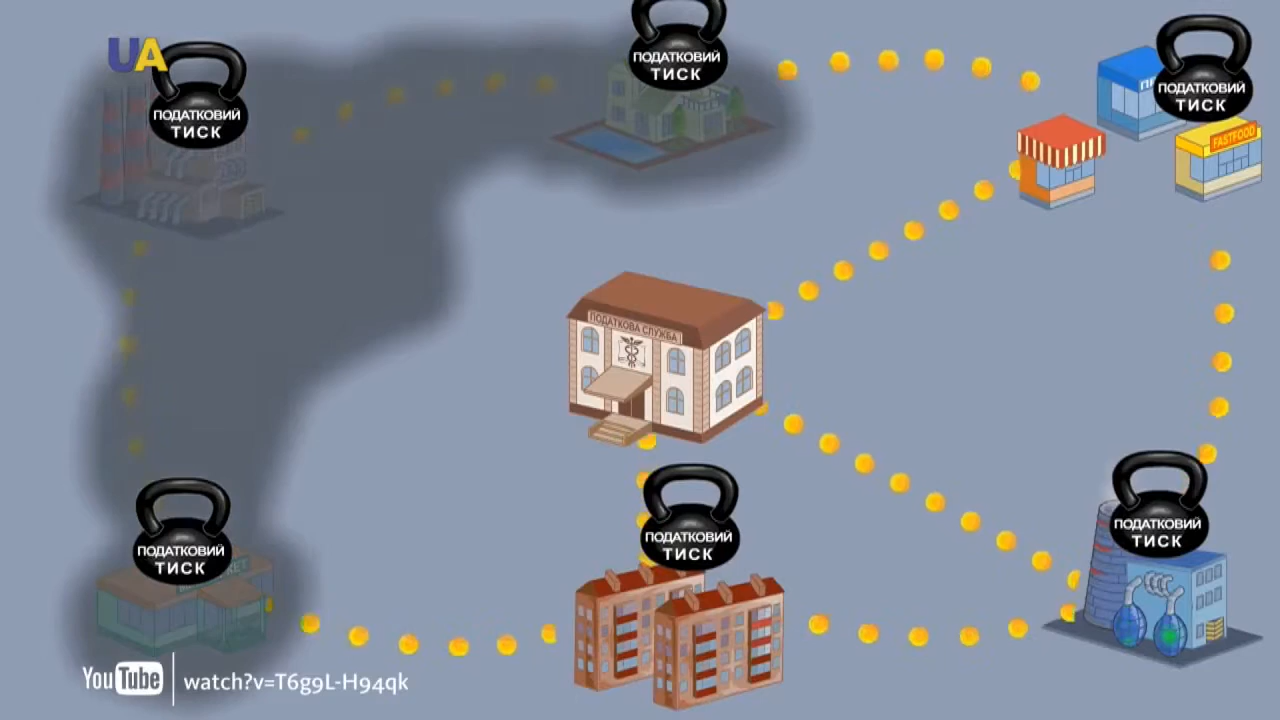 UA
ПОДАТКОВИЙ
ТИСК
ПОДАТКОВИЙ
ТИСК
ПОДАТКОВИЙ
ТИСК
FASTFOOD
ПОДАТКОВА СЛУЖБА
ПОДАТКОВИЙ
ТИСК
ПОДАТКОВИЙ
ТИСК
ПОДАТКОВИЙ
ТИСК
YouTube
watch?v=T6g9L-H94qk